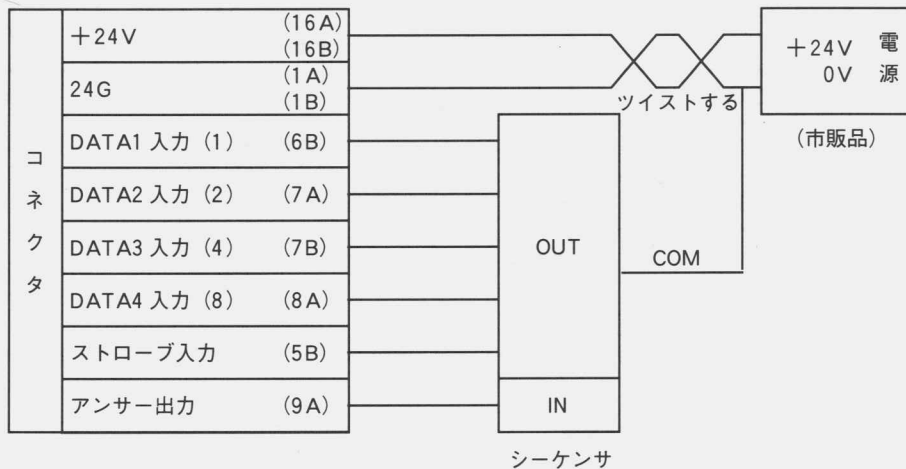 コネクタ
+24V (16A)
(16B)
24G (1A)
(1B)
DATA1 入力 (1) (6B)
DATA2 入力 (2) (7A)
DATA3 入力 (4) (7B)
DATA4 入力 (8) (8A)
ストローブ入力 (5B)
アンサー出力 (9A)
ツイストする
OUT
IN
シーケンサ
COM
+24V
0V
電源
(市販品)